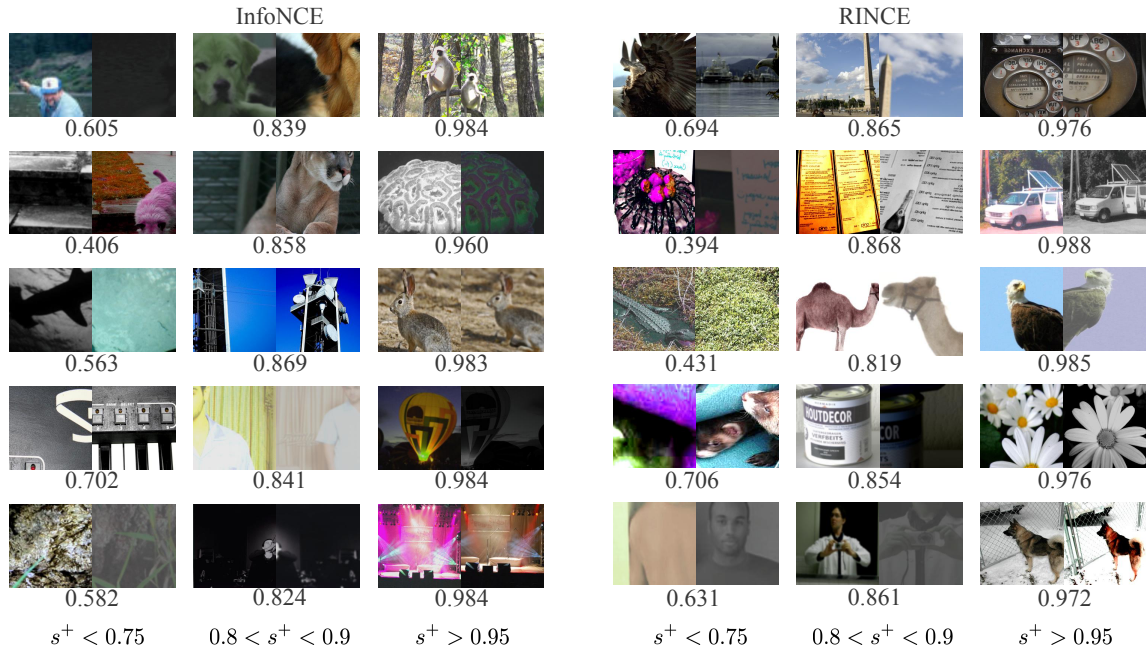 InfoNCE RINCE
0.605 0.839 0.984 0.694 0.865 0.976
CALL EXCHANGE
0.406 0.858 0.960 0.394 0.868 0.988
0.563 0.869 0.983 0.431 0.819 0.985
HOUTDECOR
VERFBEITS
DECOR
0.702 0.841 0.984 0.706 0.854 0.976
0.582 0.824 0.984 0.631 0.861 0.972
s⁺ < 0.75 0.8 < s⁺ < 0.9 s⁺ > 0.95 s⁺ < 0.75 0.8 < s⁺ < 0.9 s⁺ > 0.95